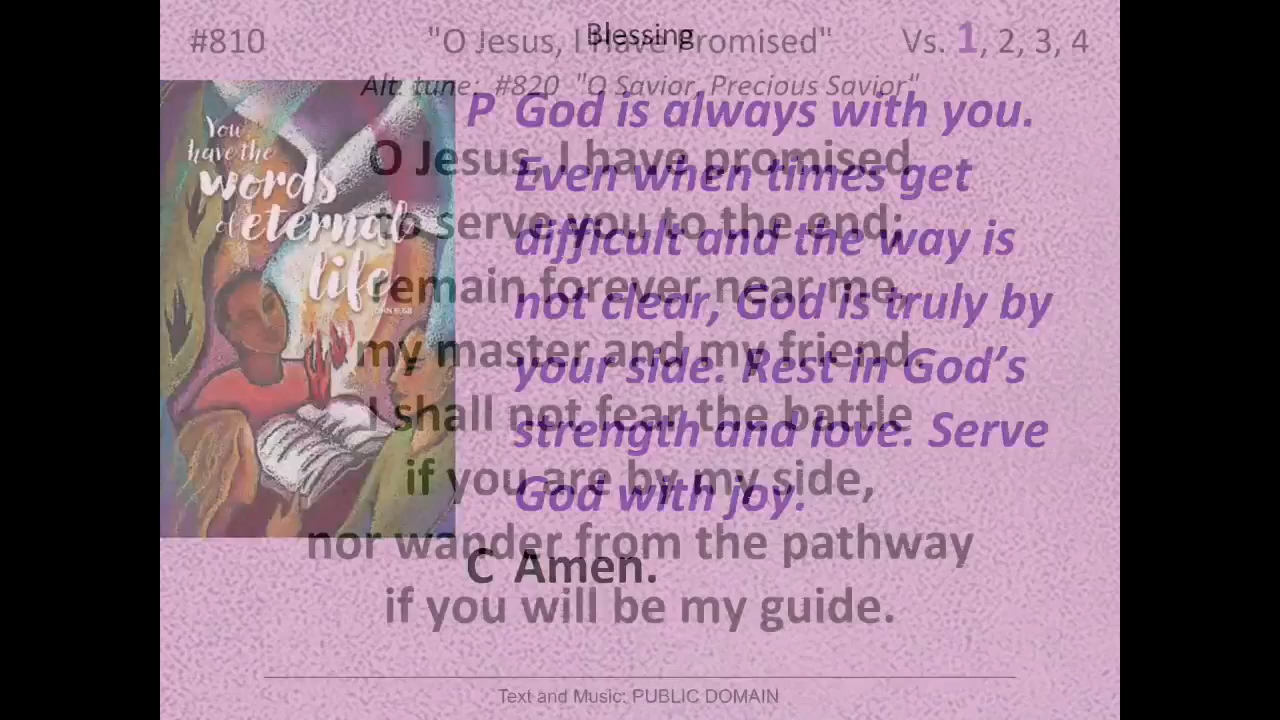 Blessing
P God is always with you.
Even when times get
difficult and the way is
not clear, God is truly by
your side. Rest in God’s
strength and love. Serve
God with joy.
C Amen.
You
have the
words
of eternal
life
#810 "O Jesus, I Have Promised" Vs. 1, 2, 3, 4
Alt. tune: #820 "O Savior, Precious Savior"
O Jesus, I have promised
to serve you to the end;
remain forever near me,
my master and my friend.
I shall not fear the battle
if you are by my side,
nor wander from the pathway
if you will be my guide.
Text and Music: PUBLIC DOMAIN